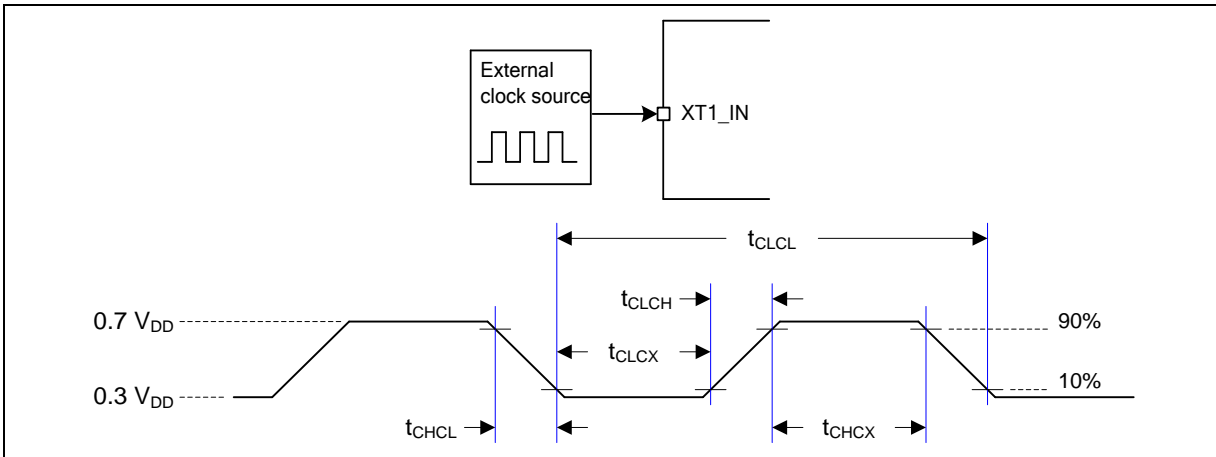 External
clock source
XT1_IN
tCLCL
tCLCH
0.7 VDD
90%
tCLCX
0.3 VDD
10%
tCHCL
tCHCX